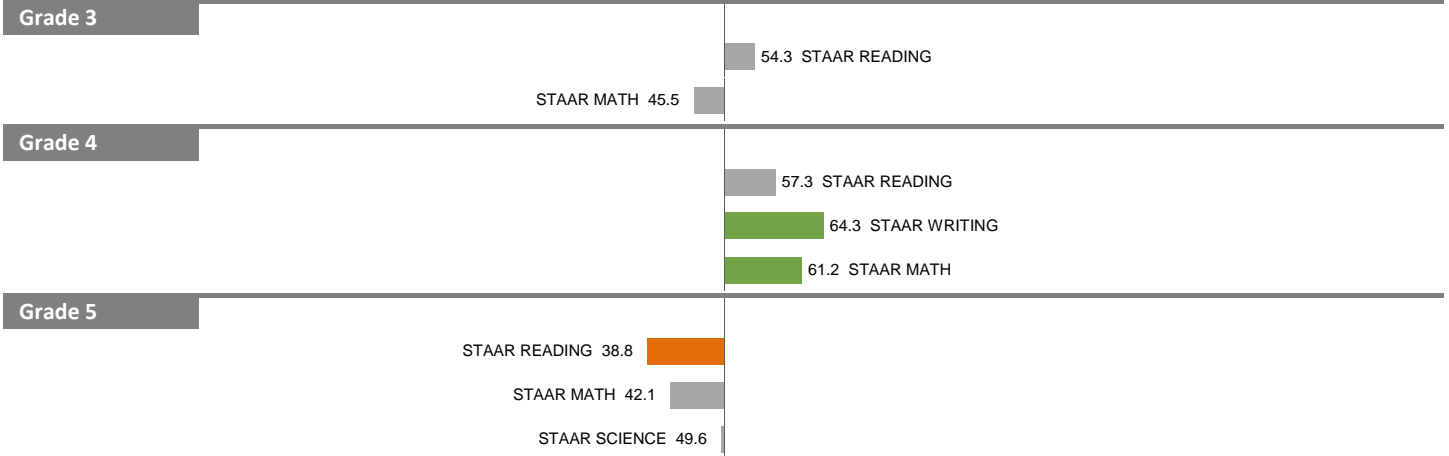 Grade 3
54.3 STAAR READING
STAAR MATH 45.5
Grade 4
57.3 STAAR READING
64.3 STAAR WRITING
61.2 STAAR MATH
Grade 5
STAAR READING 38.8
STAAR MATH 42.1
STAAR SCIENCE 49.6